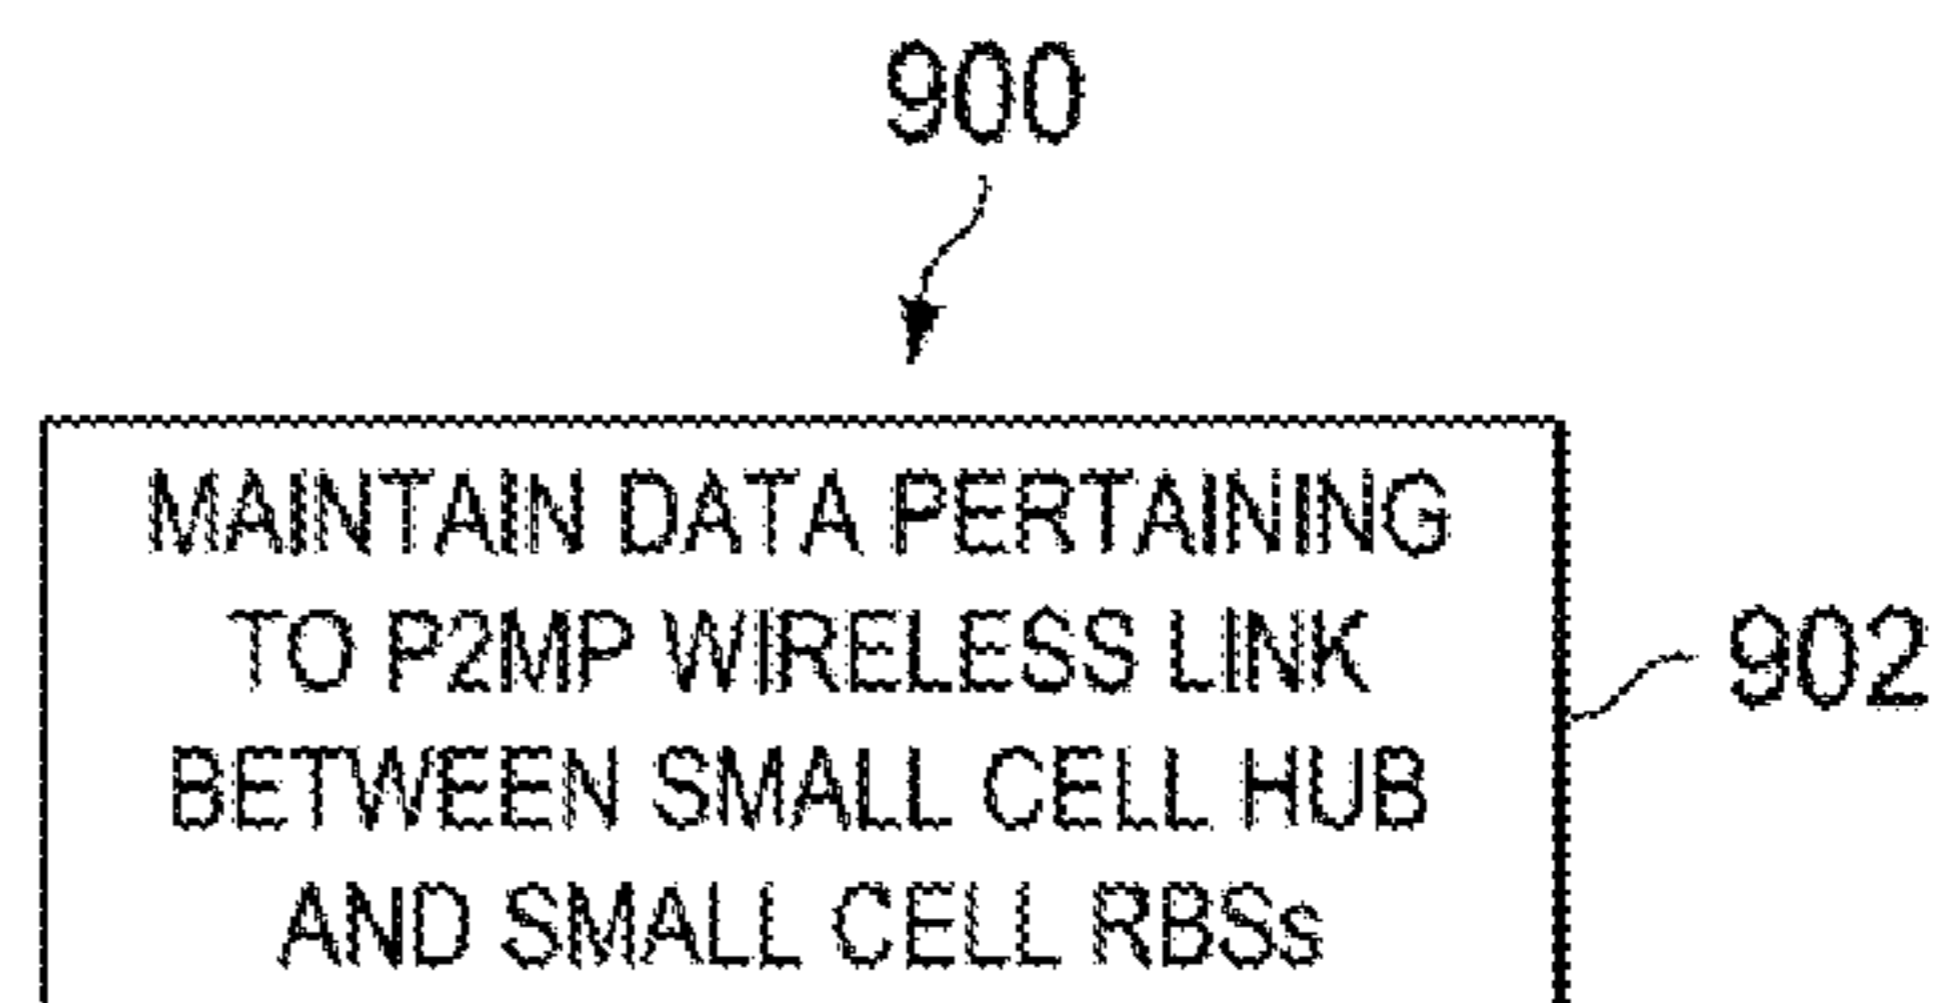 900
MAINTAIN DATA PERTAINING
TO P2MP WIRELESS LINK
902
BETWEEN SMALL CELL HUB
AND SMALL CELL RBSs